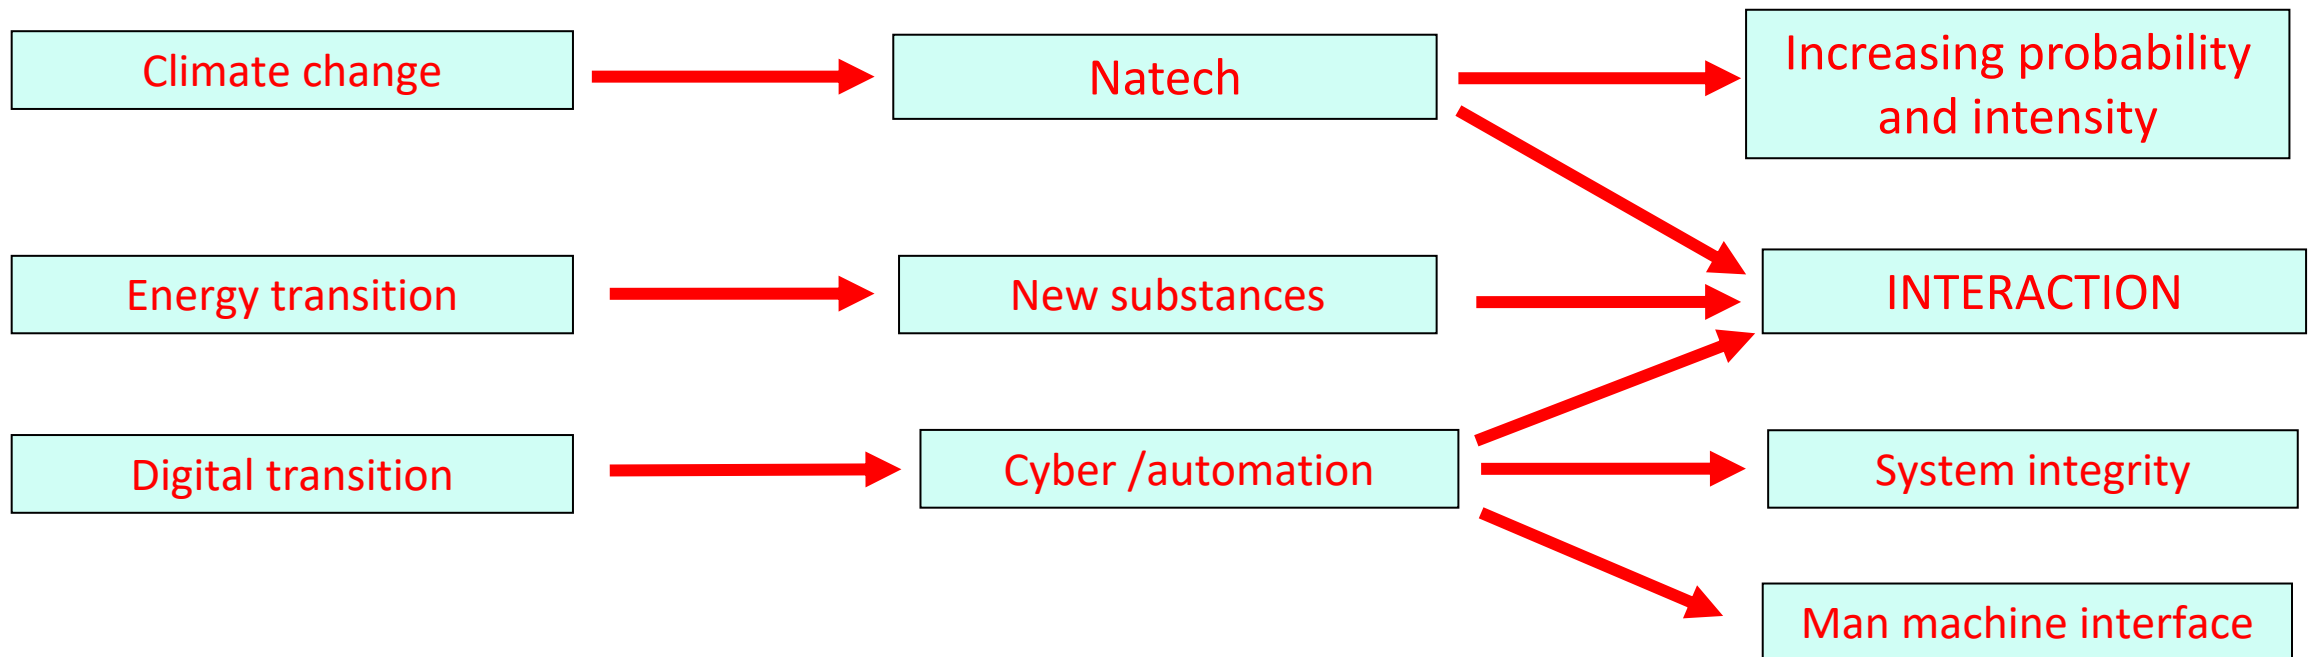 Climate change
Natech
Increasing probability
and intensity
Energy transition
New substances
INTERACTION
Digital transition
Cyber /automation
System integrity
Man machine interface